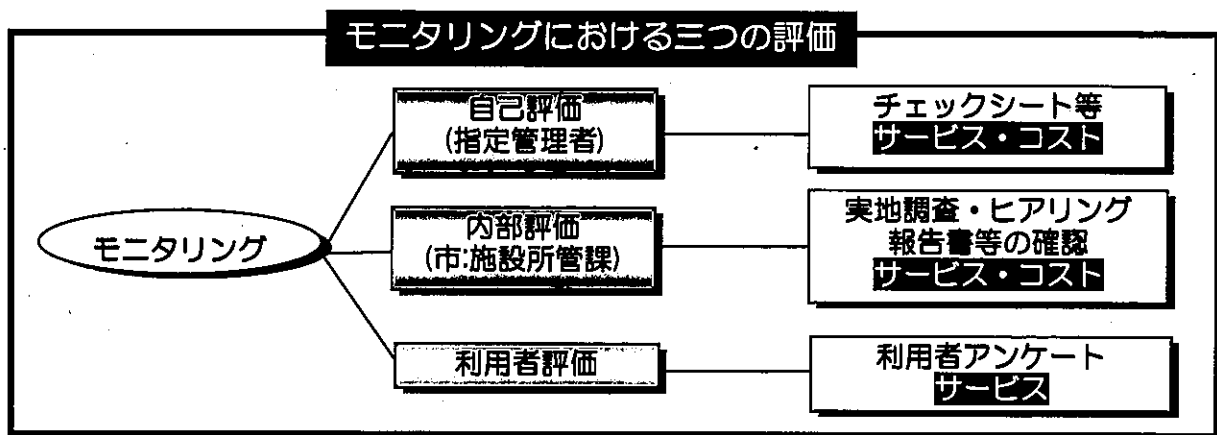 モニタリングにおける三つの評価
自己評価
(指定管理者)
チェックシート等
サービス・コスト
モニタリング
内部評価
(市:施設所管課)
実地調査・ヒアリング
報告書等の確認
サービス・コスト
利用者評価
利用者アンケート
サービス